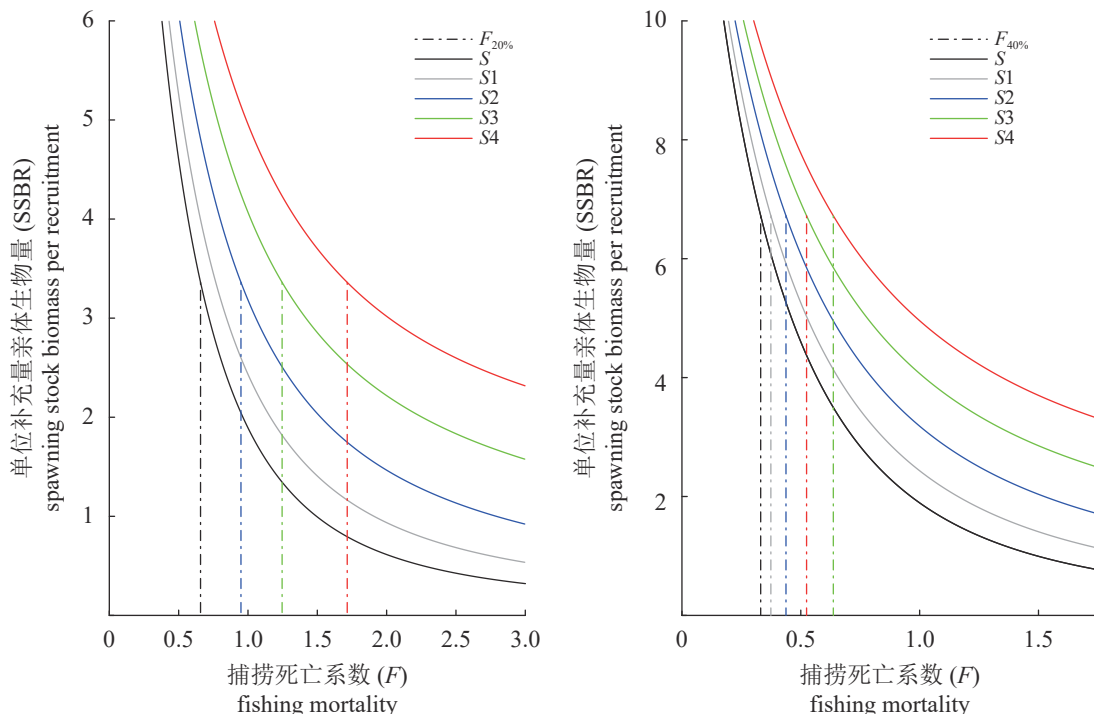 6
5
4
3
2
1
0
0.5
1.0
1.5
2.0
2.5
3.0
F20%
S
S1
S2
S3
S4
单位补充量亲体生物量 (SSBR)
spawning stock biomass per recruitment
捕捞死亡系数 (F)
fishing mortality
10
8
6
4
2
0
0.5
1.0
1.5
F40%
S
S1
S2
S3
S4
单位补充量亲体生物量 (SSBR)
spawning stock biomass per recruitment
捕捞死亡系数 (F)
fishing mortality